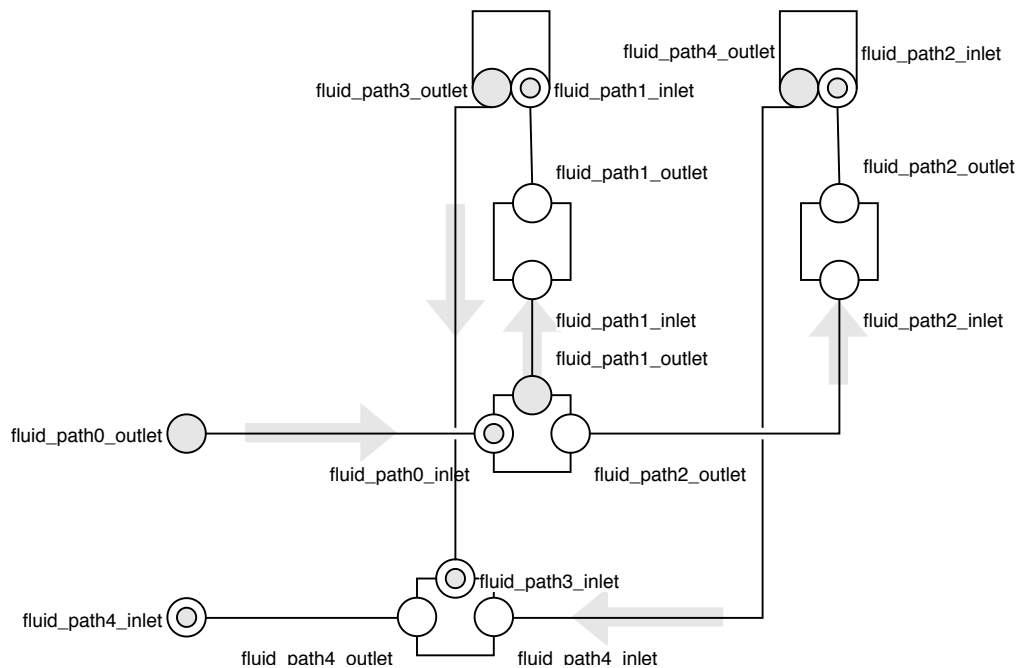 fluid_path4_outlet
fluid_path2_inlet
fluid_path3_outlet
fluid_path1_inlet
fluid_path1_outlet
fluid_path2_outlet
fluid_path1_inlet
fluid_path2_inlet
fluid_path1_outlet
fluid_path0_outlet
fluid_path0_inlet
fluid_path2_outlet
fluid_path3_inlet
fluid_path4_inlet
fluid_path4_outlet
fluid_path4_inlet